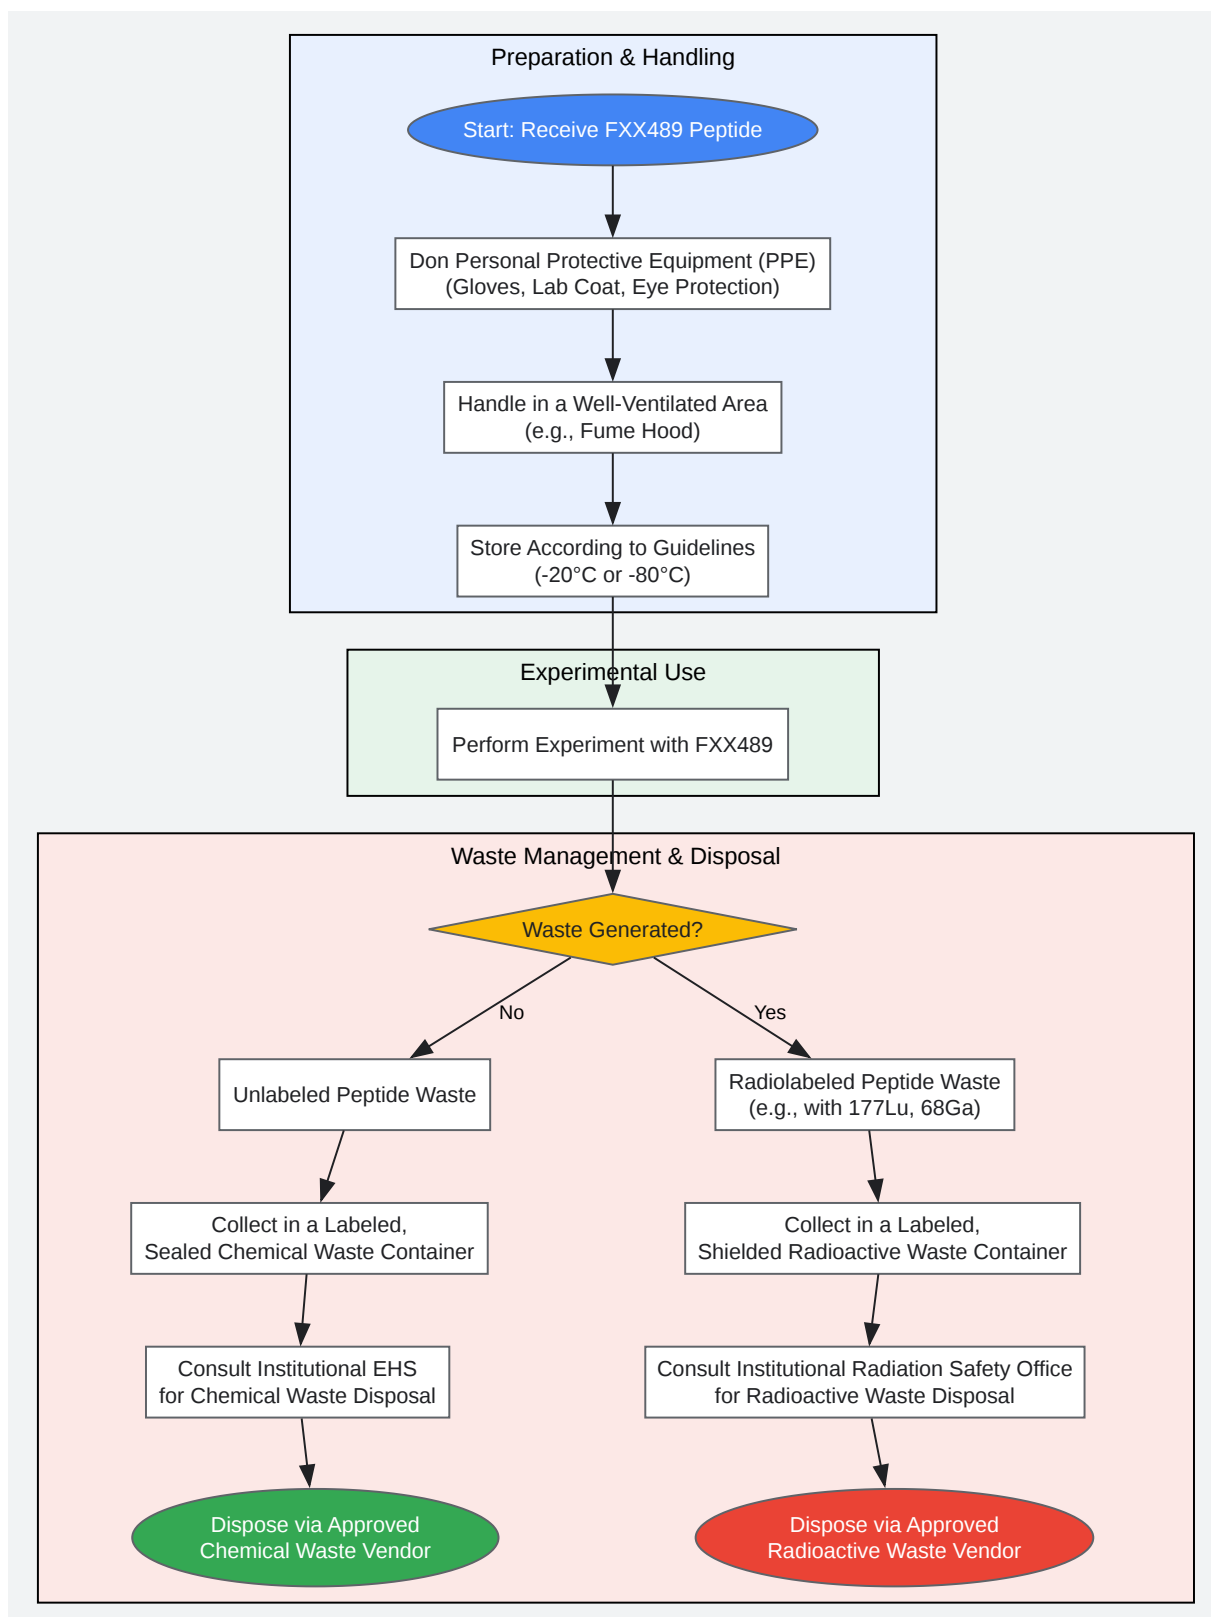 Preparation & Handling
Start: Receive FXX489 Peptide
Don Personal Protective Equipment (PPE)
(Gloves, Lab Coat, Eye Protection)
Handle in a Well-Ventilated Area
(e.g., Fume Hood)
Store According to Guidelines
(-20°C or -80°C)
Experimental Use
Perform Experiment with FXX489
Waste Management & Disposal
Waste Generated?
No
Yes
Unlabeled Peptide Waste
Radiolabeled Peptide Waste
(e.g., with 177Lu, 68Ga)
Collect in a Labeled,
Sealed Chemical Waste Container
Collect in a Labeled,
Shielded Radioactive Waste Container
Consult Institutional EHS
for Chemical Waste Disposal
Consult Institutional Radiation Safety Office
for Radioactive Waste Disposal
Dispose via Approved
Chemical Waste Vendor
Dispose via Approved
Radioactive Waste Vendor